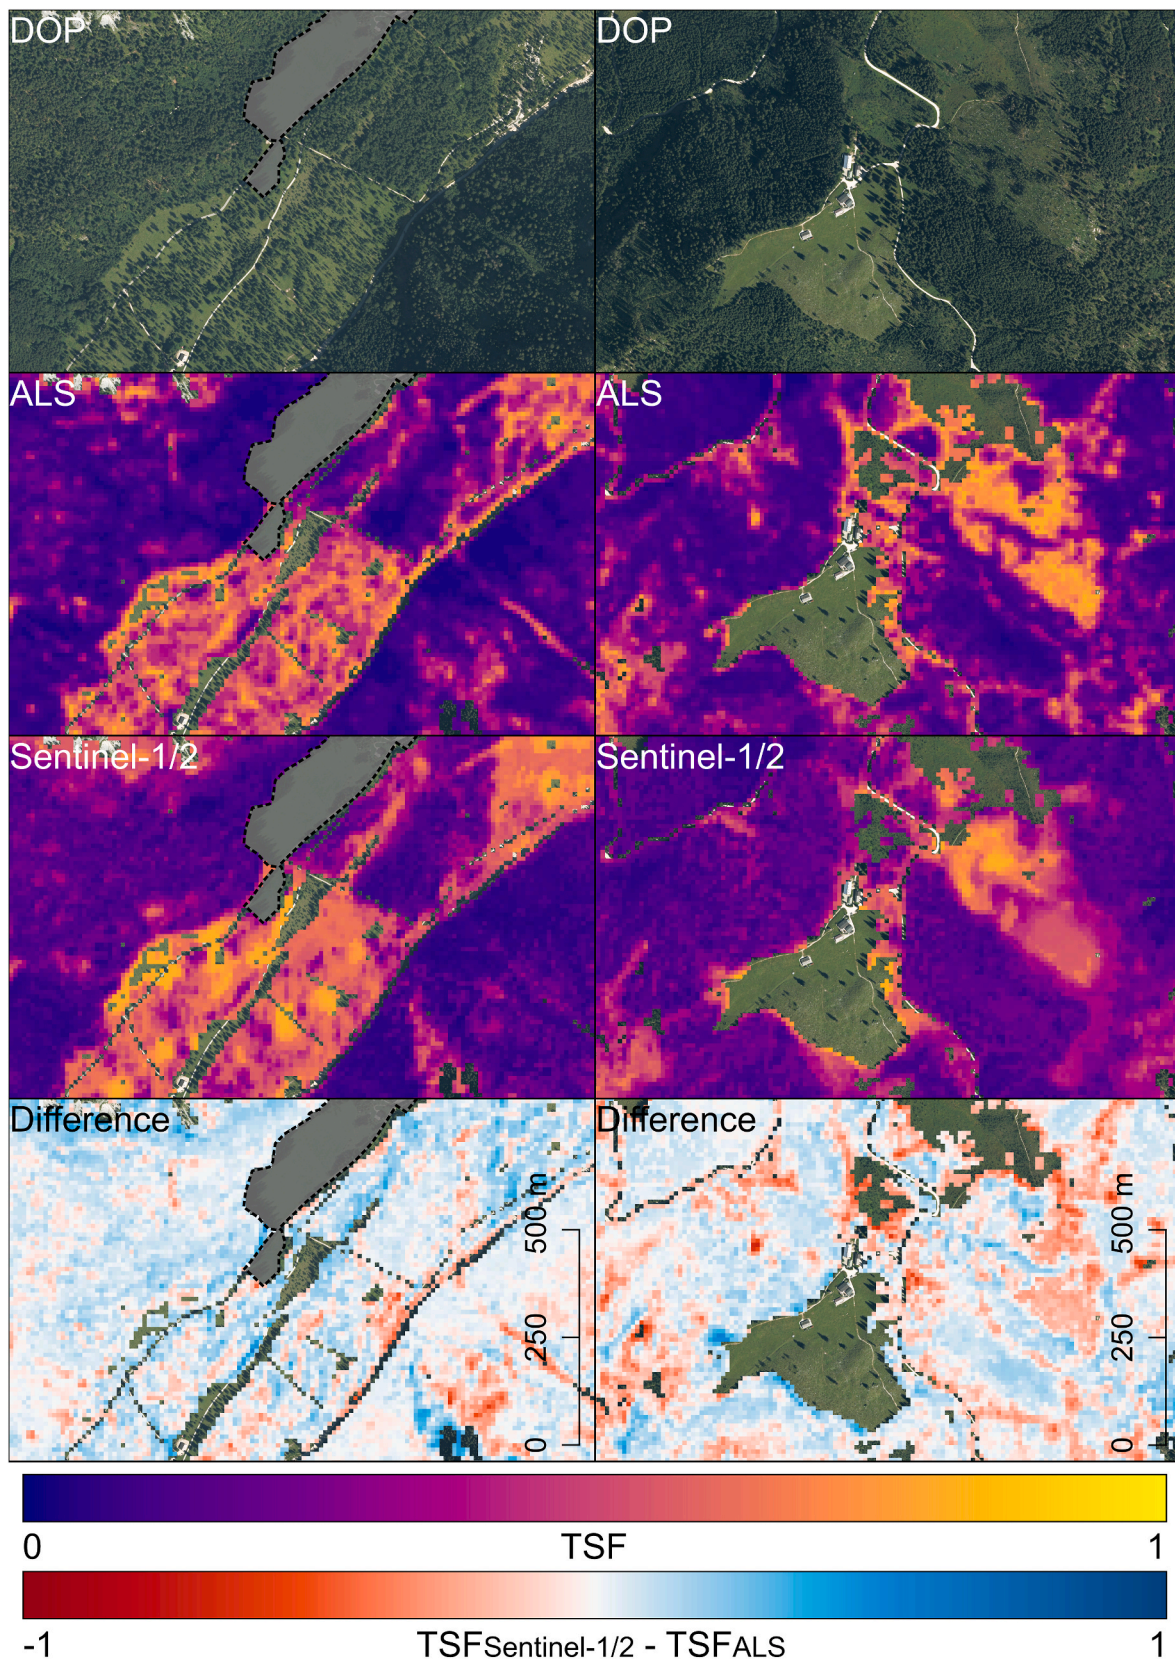 DOP
DOP
ALS
ALS
Sentinel-1/2
Sentinel-1/2
Difference
Difference
500 m
250
0
500 m
250
0
0 TSF 1
-1 TSFSentinel-1/2 - TSFALS 1